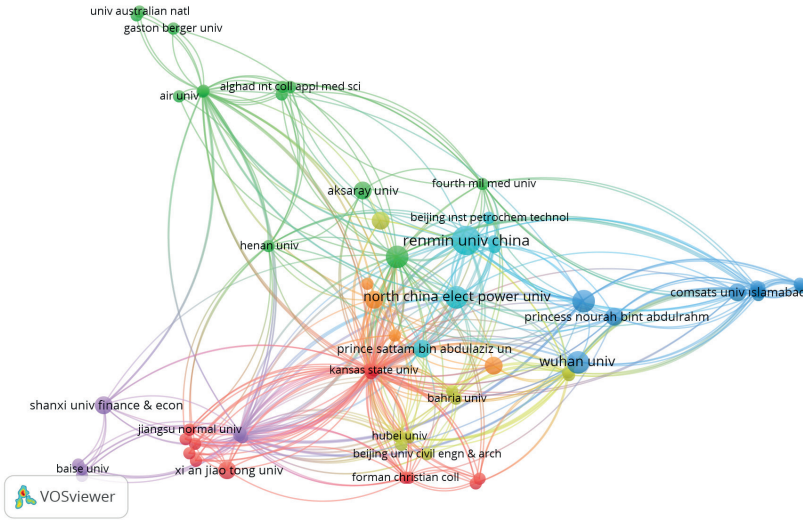 univ australian natl
gaston berger univ
alghad int coll appl med sci
air univ
fourth mil med univ
aksaray univ
beijing inst petrochem technol
renmin univ china
henan univ
comsats univ islamabad
north china elect power univ
princess nourah bint abdulrahm
prince sattam bin abdulaziz un
wuhan univ
kansas state univ
bahria univ
shanxi univ finance & econ
jiangsu normal univ
hubei univ
beijing univ civil engn & arch
baise univ
xi an jiao tong univ
forman christian coll
VOSviewer